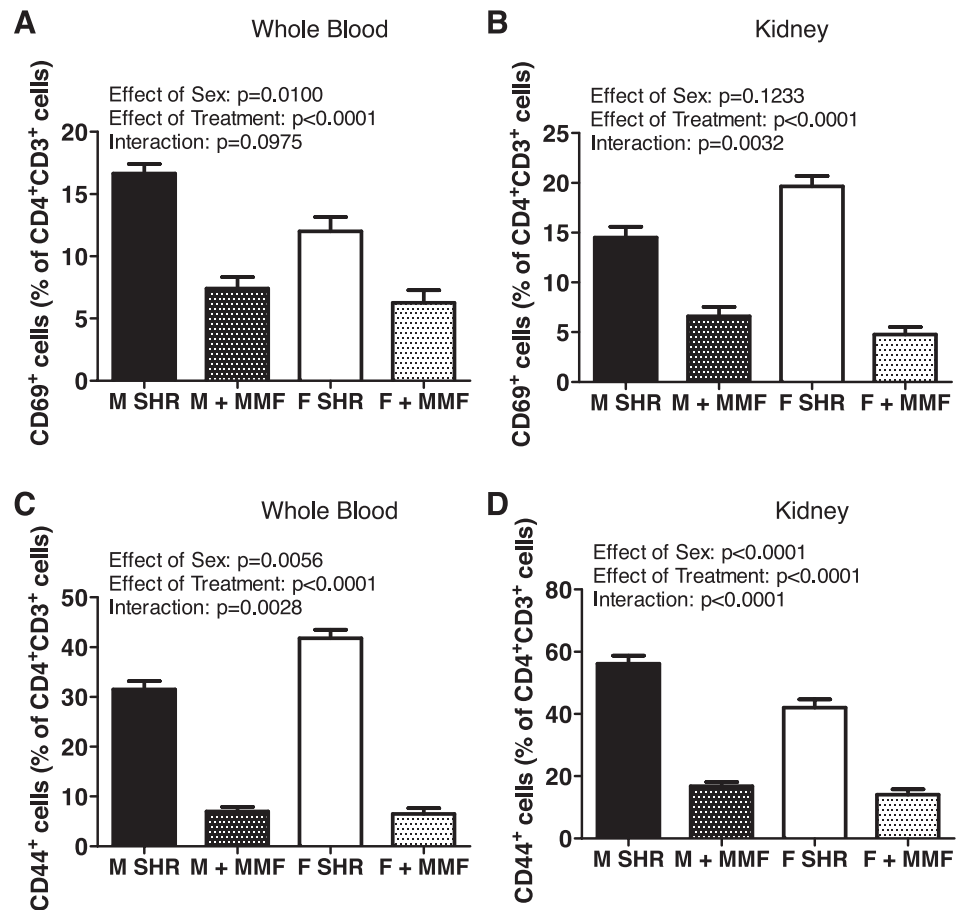 A
Whole Blood
CD69⁺ cells (% of CD4⁺CD3⁺ cells)
Effect of Sex: p=0.0100
Effect of Treatment: p<0.0001
Interaction: p=0.0975
20
15
10
5
0
M SHR M + MMF F SHR F + MMF
B
Kidney
CD69⁺ cells (% of CD4⁺CD3⁺ cells)
Effect of Sex: p=0.1233
Effect of Treatment: p<0.0001
Interaction: p=0.0032
25
20
15
10
5
0
M SHR M + MMF F SHR F + MMF
C
Whole Blood
CD44⁺ cells (% of CD4⁺CD3⁺ cells)
Effect of Sex: p=0.0056
Effect of Treatment: p<0.0001
Interaction: p=0.0028
50
40
30
20
10
0
M SHR M + MMF F SHR F + MMF
D
Kidney
CD44⁺ cells (% of CD4⁺CD3⁺ cells)
Effect of Sex: p<0.0001
Effect of Treatment: p<0.0001
Interaction: p<0.0001
80
60
40
20
0
M SHR M + MMF F SHR F + MMF